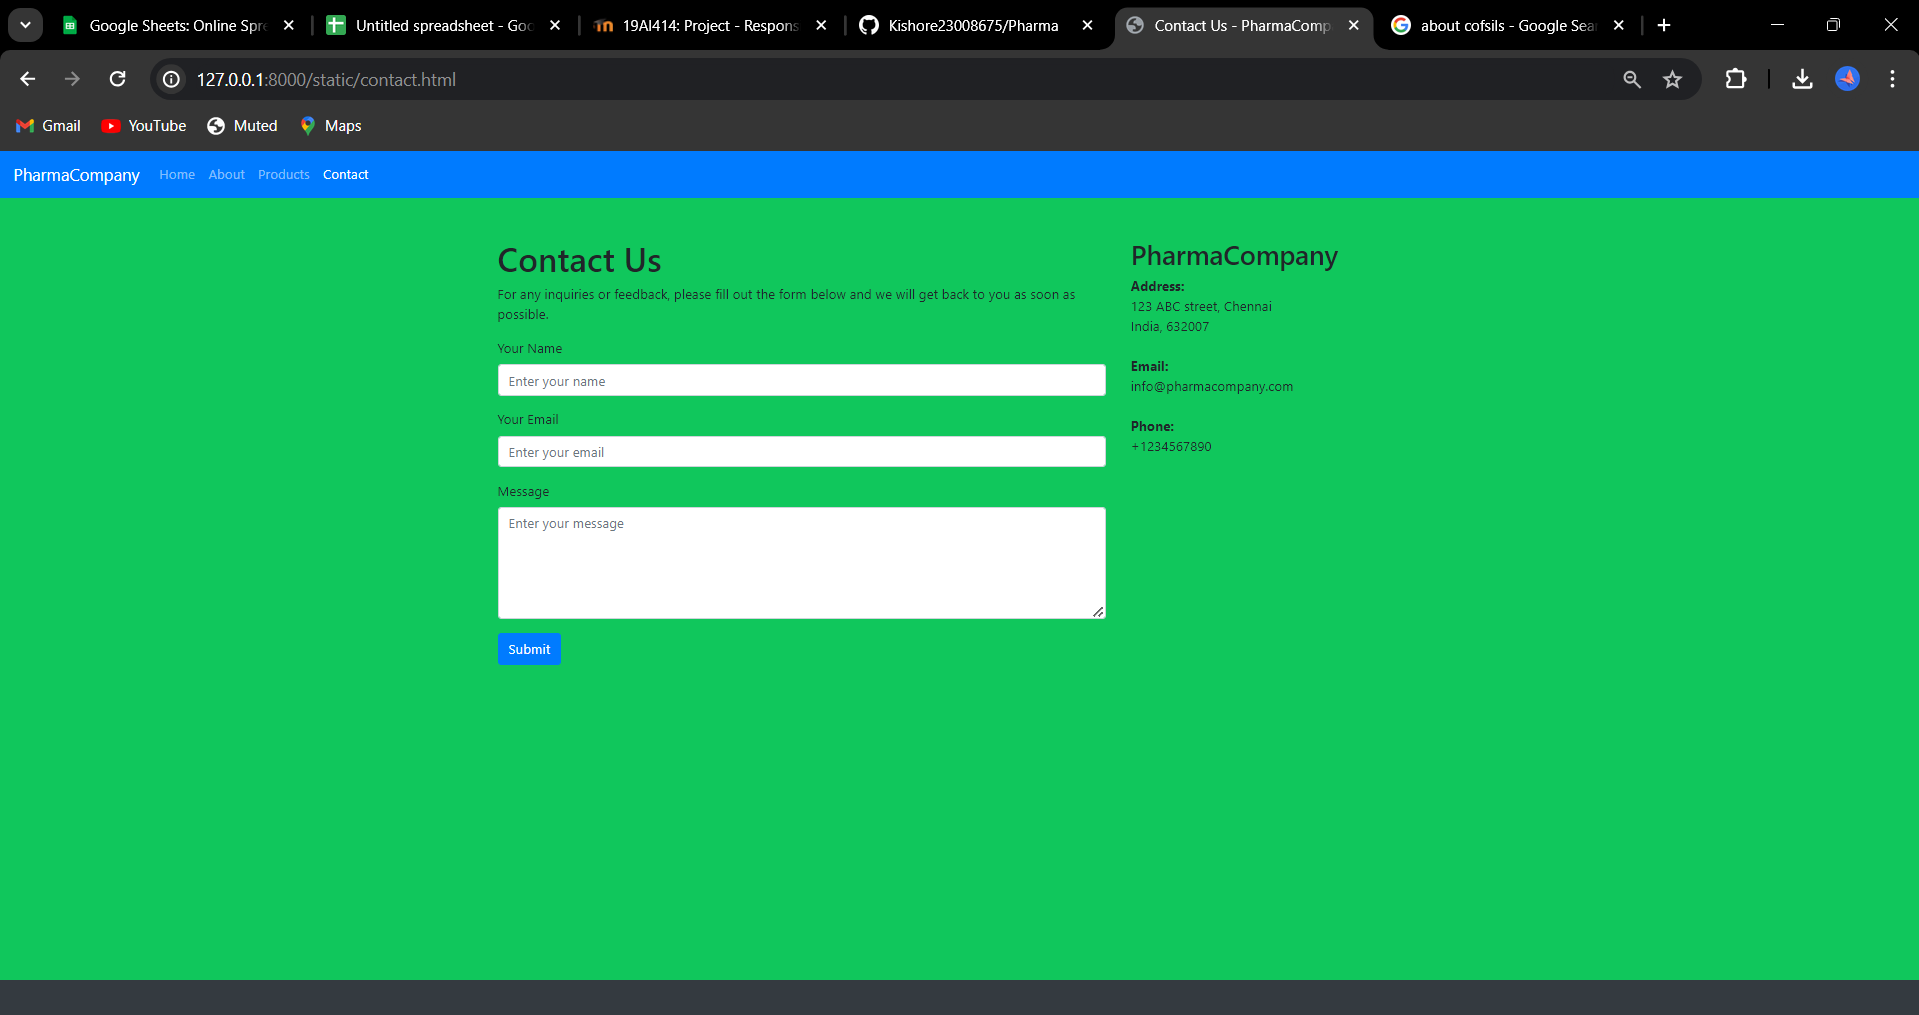 Google Sheets: Online Spre
Untitled spreadsheet - Goo
19AI414: Project - Respons
Kishore23008675/Pharma
Contact Us - PharmaComp
about cofsils - Google Sea
127.0.0.1:8000/static/contact.html
Gmail
YouTube
Muted
Maps
PharmaCompany
Home
About
Products
Contact
Contact Us
For any inquiries or feedback, please fill out the form below and we will get back to you as soon as
possible.
Your Name
Enter your name
Your Email
Enter your email
Message
Enter your message
Submit
PharmaCompany
Address:
123 ABC street, Chennai
India, 632007
Email:
info@pharmacompany.com
Phone:
+1234567890